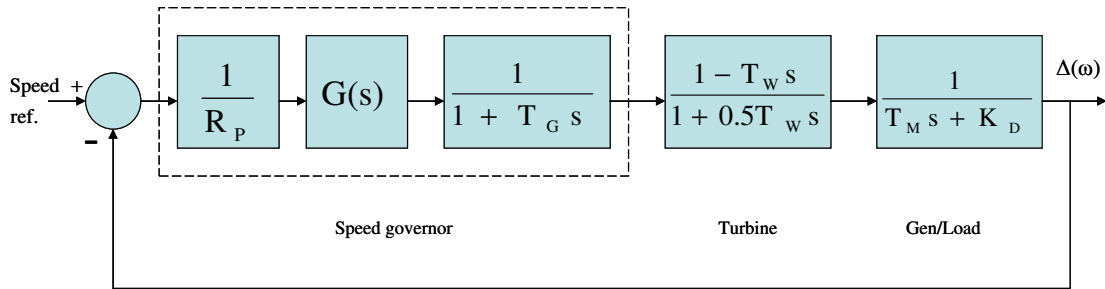 Speed +
ref.
-
1
R P
G(s)
1
1 + T G s
1 – T W s
1 + 0.5T W s
1
T M s + K D
Δ(ω)
Speed governor
Turbine
Gen/Load